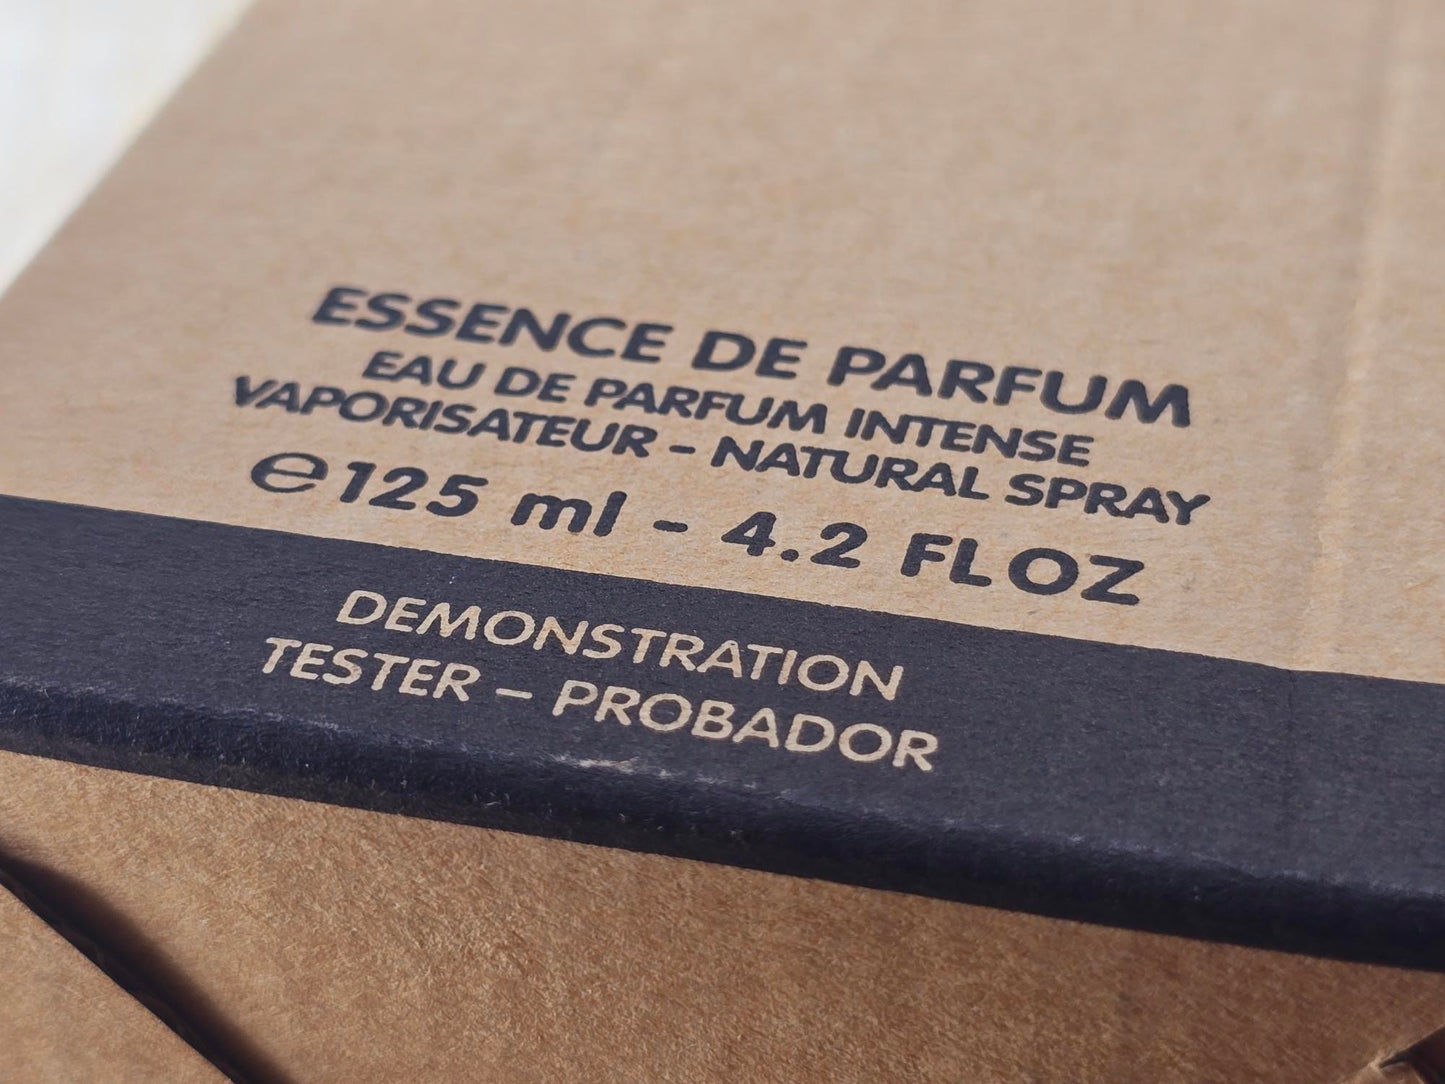 ESSENCE DE PARFUM
EAU DE PARFUM INTENSE
VAPORISATEUR - NATURAL SPRAY
℮125 ml - 4.2 FLOZ
DEMONSTRATION
TESTER – PROBADOR